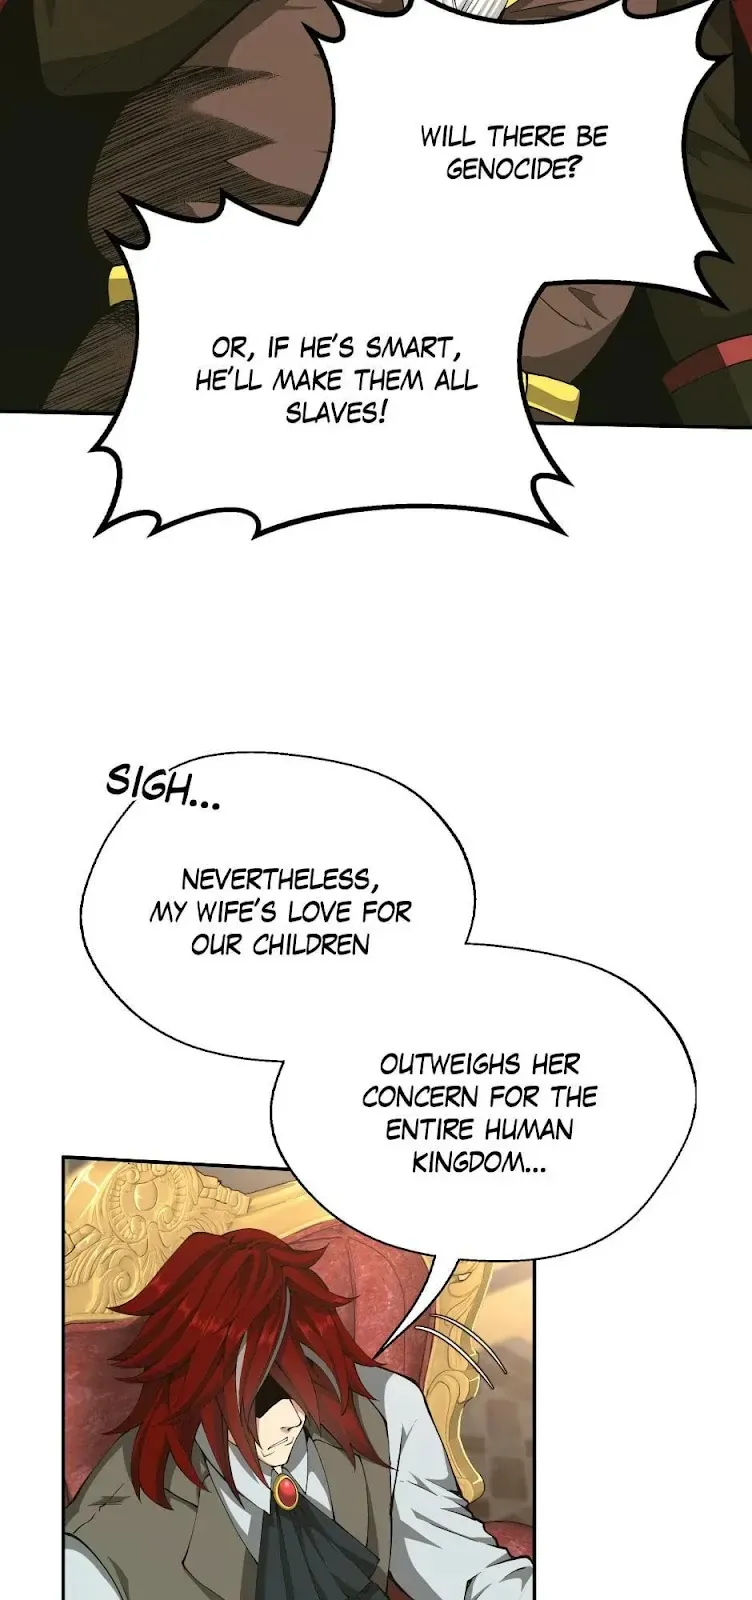 WILL THERE BE
GENOCIDE?
OR, IF HE'S SMART,
HE'LL MAKE THEM ALL
SLAVES!
SIGH...
NEVERTHELESS,
MY WIFE'S LOVE FOR
OUR CHILDREN
OUTWEIGHS HER
CONCERN FOR THE
ENTIRE HUMAN
KINGDOM...